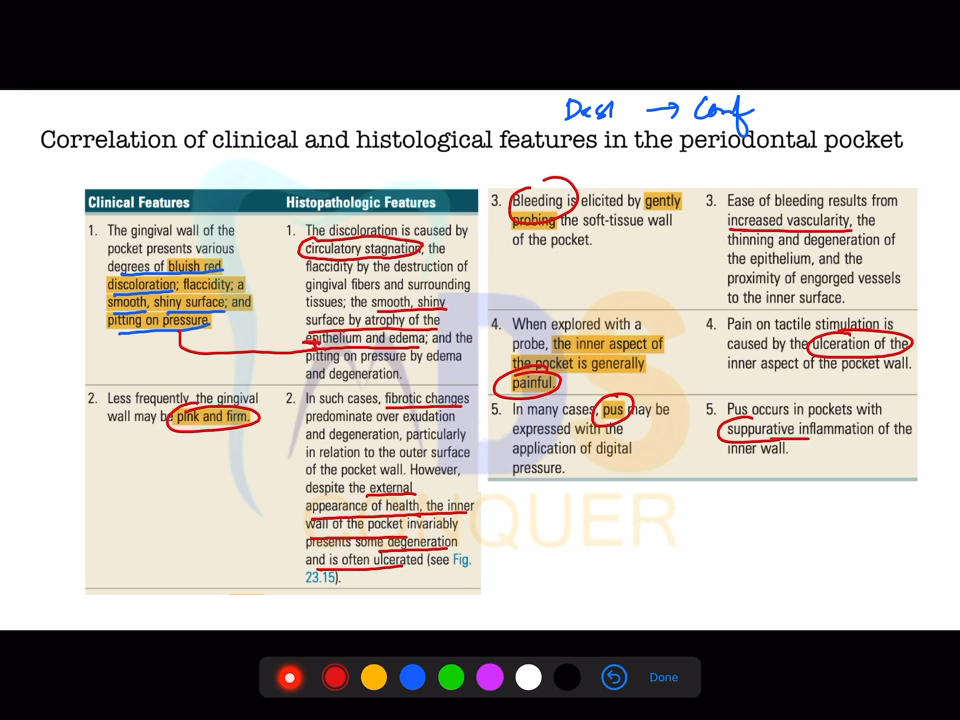 Dest → Conf
Correlation of clinical and histological features in the periodontal pocket
Clinical Features
Histopathologic Features
1. The gingival wall of the
pocket presents various
degrees of bluish red
discoloration; flaccidity; a
smooth, shiny surface; and
pitting on pressure.
1. The discoloration is caused by
circulatory stagnation; the
flaccidity by the destruction of
gingival fibers and surrounding
tissues; the smooth, shiny
surface by atrophy of the
epithelium and edema; and the
pitting on pressure by edema
and degeneration.
2. Less frequently, the gingival
wall may be pink and firm.
2. In such cases, fibrotic changes
predominate over exudation
and degeneration, particularly
in relation to the outer surface
of the pocket wall. However,
despite the external
appearance of health, the inner
wall of the pocket invariably
presents some degeneration
and is often ulcerated (see Fig.
23.15).
3. Bleeding is elicited by gently
probing the soft-tissue wall
of the pocket.
3. Ease of bleeding results from
increased vascularity, the
thinning and degeneration of
the epithelium, and the
proximity of engorged vessels
to the inner surface.
4. When explored with a
probe, the inner aspect of
the pocket is generally
painful.
4. Pain on tactile stimulation is
caused by the ulceration of the
inner aspect of the pocket wall.
5. In many cases, pus may be
expressed with the
application of digital
pressure.
5. Pus occurs in pockets with
suppurative inflammation of the
inner wall.
MDS
CONQUER
Done